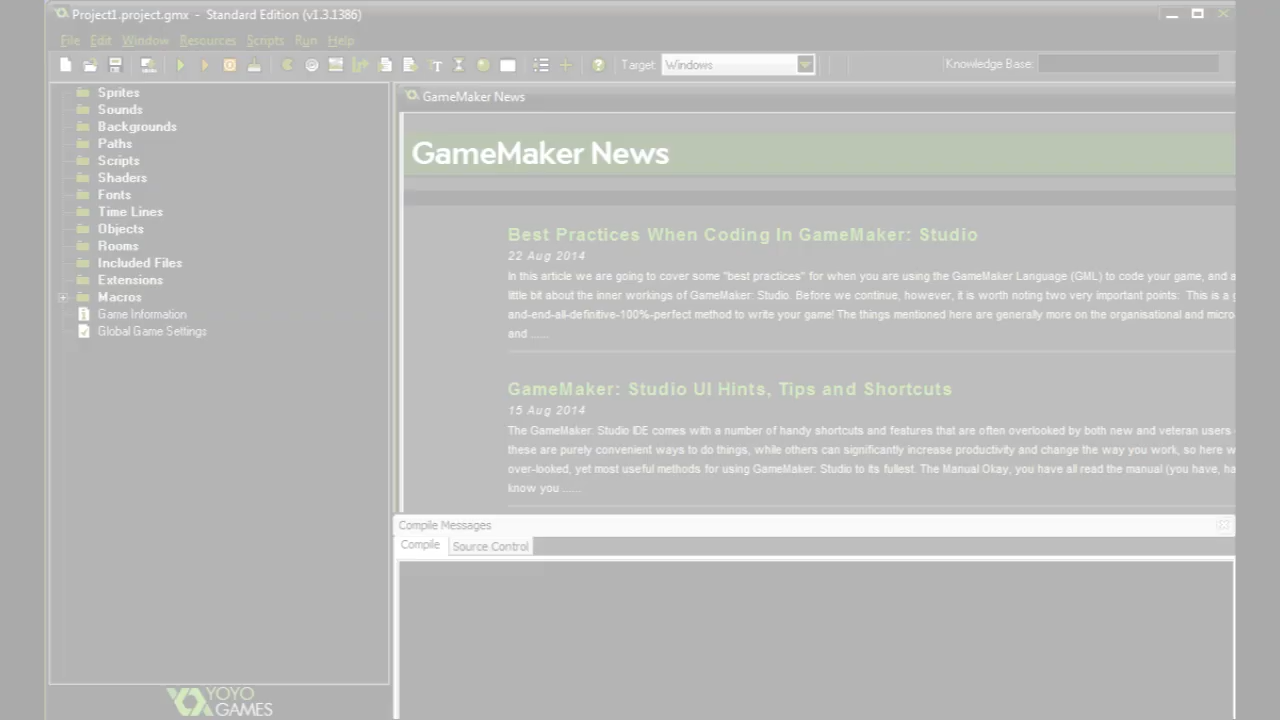 Project1.project.gmx - Standard Edition (v1.3.1386)
File Edit Window Resources Scripts Run Help
Target: Windows
Knowledge Base:
Sprites
Sounds
Backgrounds
Paths
Scripts
Shaders
Fonts
Time Lines
Objects
Rooms
Included Files
Extensions
Macros
Game Information
Global Game Settings
YOYO
GAMES
GameMaker News
GameMaker News
Best Practices When Coding In GameMaker: Studio
22 Aug 2014
In this article we are going to cover some "best practices" for when you are using the GameMaker Language (GML) to code your game, and a
little bit about the inner workings of GameMaker: Studio. Before we continue, however, it is worth noting two very important points: This is a
and-end-all-definitive-100%-perfect method to write your game! The things mentioned here are generally more on the organisational and micro-
and ......
GameMaker: Studio UI Hints, Tips and Shortcuts
15 Aug 2014
The GameMaker: Studio IDE comes with a number of handy shortcuts and features that are often overlooked by both new and veteran users
these are purely convenient ways to do things, while others can significantly increase productivity and change the way you work, so here w
over-looked, yet most useful methods for using GameMaker: Studio to its fullest. The Manual Okay, you have all read the manual (you have, ha
know you ......
Compile Messages
Compile Source Control